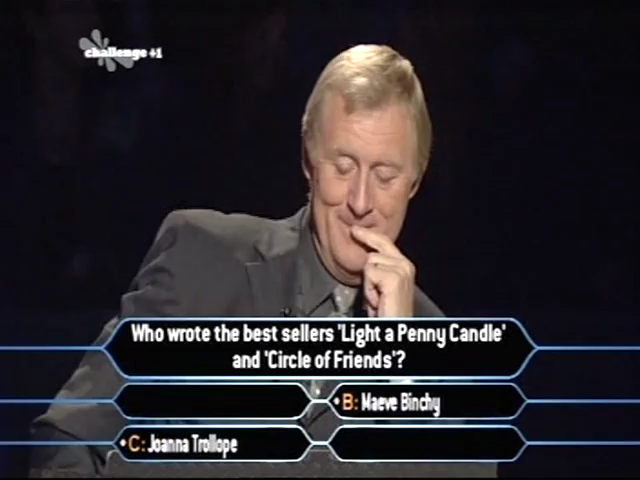 challenge +1
Who wrote the best sellers 'Light a Penny Candle'
and 'Circle of Friends'?
• B: Maeve Binchy
• C: Joanna Trollope